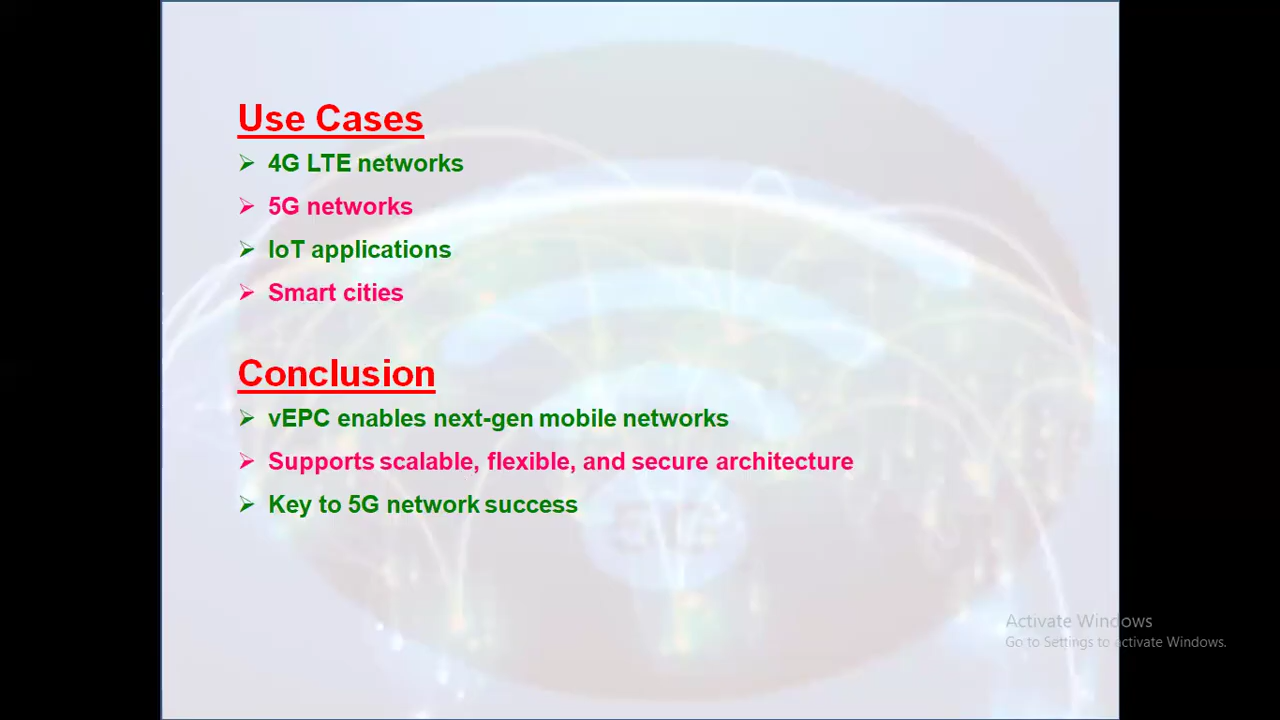 Use Cases
4G LTE networks
5G networks
IoT applications
Smart cities
Conclusion
vEPC enables next-gen mobile networks
Supports scalable, flexible, and secure architecture
Key to 5G network success
5G
Activate Windows
Go to Settings to activate Windows.